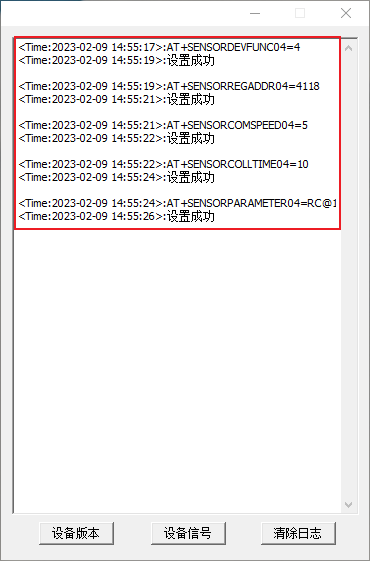 <Time:2023-02-09 14:55:17>:AT+SENSORDEVFUNC04=4
<Time:2023-02-09 14:55:19>:设置成功
<Time:2023-02-09 14:55:19>:AT+SENSORREGADDR04=4118
<Time:2023-02-09 14:55:21>:设置成功
<Time:2023-02-09 14:55:21>:AT+SENSORCOMSPEED04=5
<Time:2023-02-09 14:55:22>:设置成功
<Time:2023-02-09 14:55:22>:AT+SENSORCOLLTIME04=10
<Time:2023-02-09 14:55:24>:设置成功
<Time:2023-02-09 14:55:24>:AT+SENSORPARAMETER04=RC@1
<Time:2023-02-09 14:55:26>:设置成功
设备版本 设备信号 清除日志